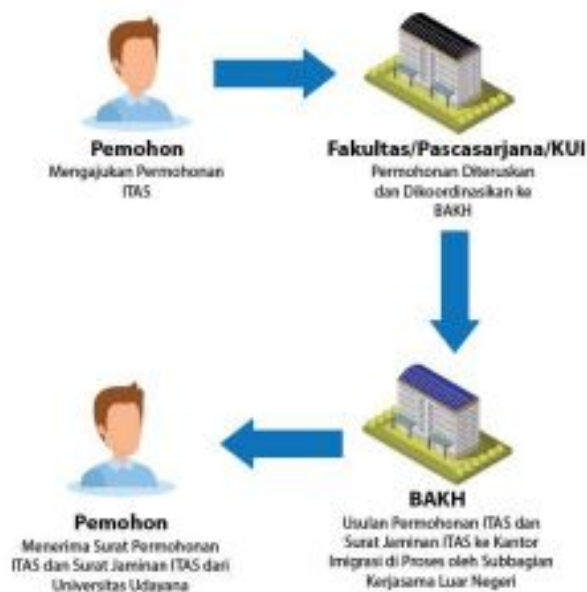 Pemohon
Mengajukan Permohonan
ITAS
Fakultas/Pascasarjana/KUI
Permohonan Diteruskan
dan Dikoordinasikan ke
BAKH
BAKH
Usulan Permohonan ITAS dan
Surat Jaminan ITAS ke Kantor
Imigrasi di Proses oleh Subbagian
Kerjasama Luar Negeri
Pemohon
Menerima Surat Permohonan
ITAS dan Surat Jaminan ITAS dari
Universitas Udayana